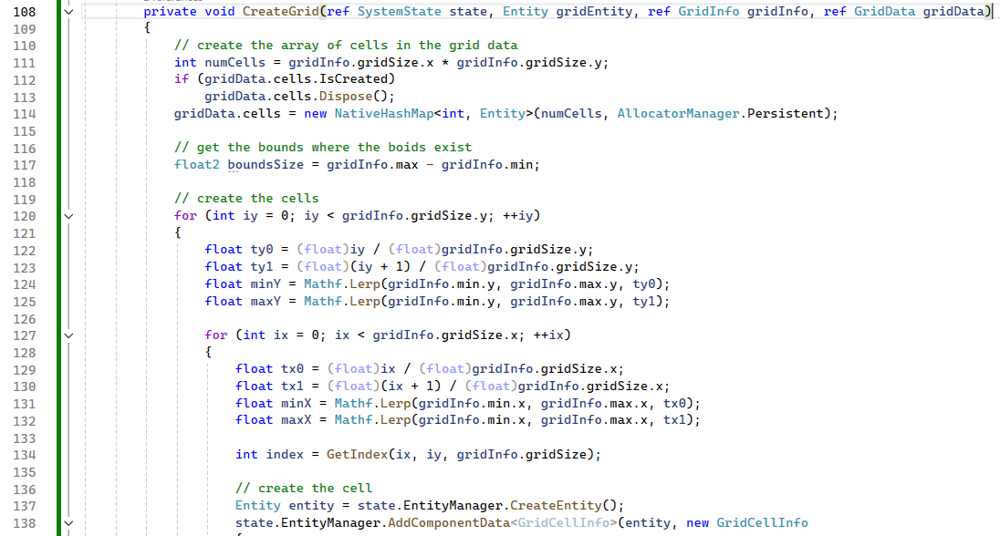 108 private void CreateGrid(ref SystemState state, Entity gridEntity, ref GridInfo gridInfo, ref GridData gridData)
109 {
110 // create the array of cells in the grid data
111 int numCells = gridInfo.gridSize.x * gridInfo.gridSize.y;
112 if (gridData.cells.IsCreated)
113 gridData.cells.Dispose();
114 gridData.cells = new NativeHashMap<int, Entity>(numCells, AllocatorManager.Persistent);
115
116 // get the bounds where the boids exist
117 float2 boundsSize = gridInfo.max - gridInfo.min;
118
119 // create the cells
120 for (int iy = 0; iy < gridInfo.gridSize.y; ++iy)
121 {
122 float ty0 = (float)iy / (float)gridInfo.gridSize.y;
123 float ty1 = (float)(iy + 1) / (float)gridInfo.gridSize.y;
124 float minY = Mathf.Lerp(gridInfo.min.y, gridInfo.max.y, ty0);
125 float maxY = Mathf.Lerp(gridInfo.min.y, gridInfo.max.y, ty1);
126
127 for (int ix = 0; ix < gridInfo.gridSize.x; ++ix)
128 {
129 float tx0 = (float)ix / (float)gridInfo.gridSize.x;
130 float tx1 = (float)(ix + 1) / (float)gridInfo.gridSize.x;
131 float minX = Mathf.Lerp(gridInfo.min.x, gridInfo.max.x, tx0);
132 float maxX = Mathf.Lerp(gridInfo.min.x, gridInfo.max.x, tx1);
133
134 int index = GetIndex(ix, iy, gridInfo.gridSize);
135
136 // create the cell
137 Entity entity = state.EntityManager.CreateEntity();
138 state.EntityManager.AddComponentData<GridCellInfo>(entity, new GridCellInfo